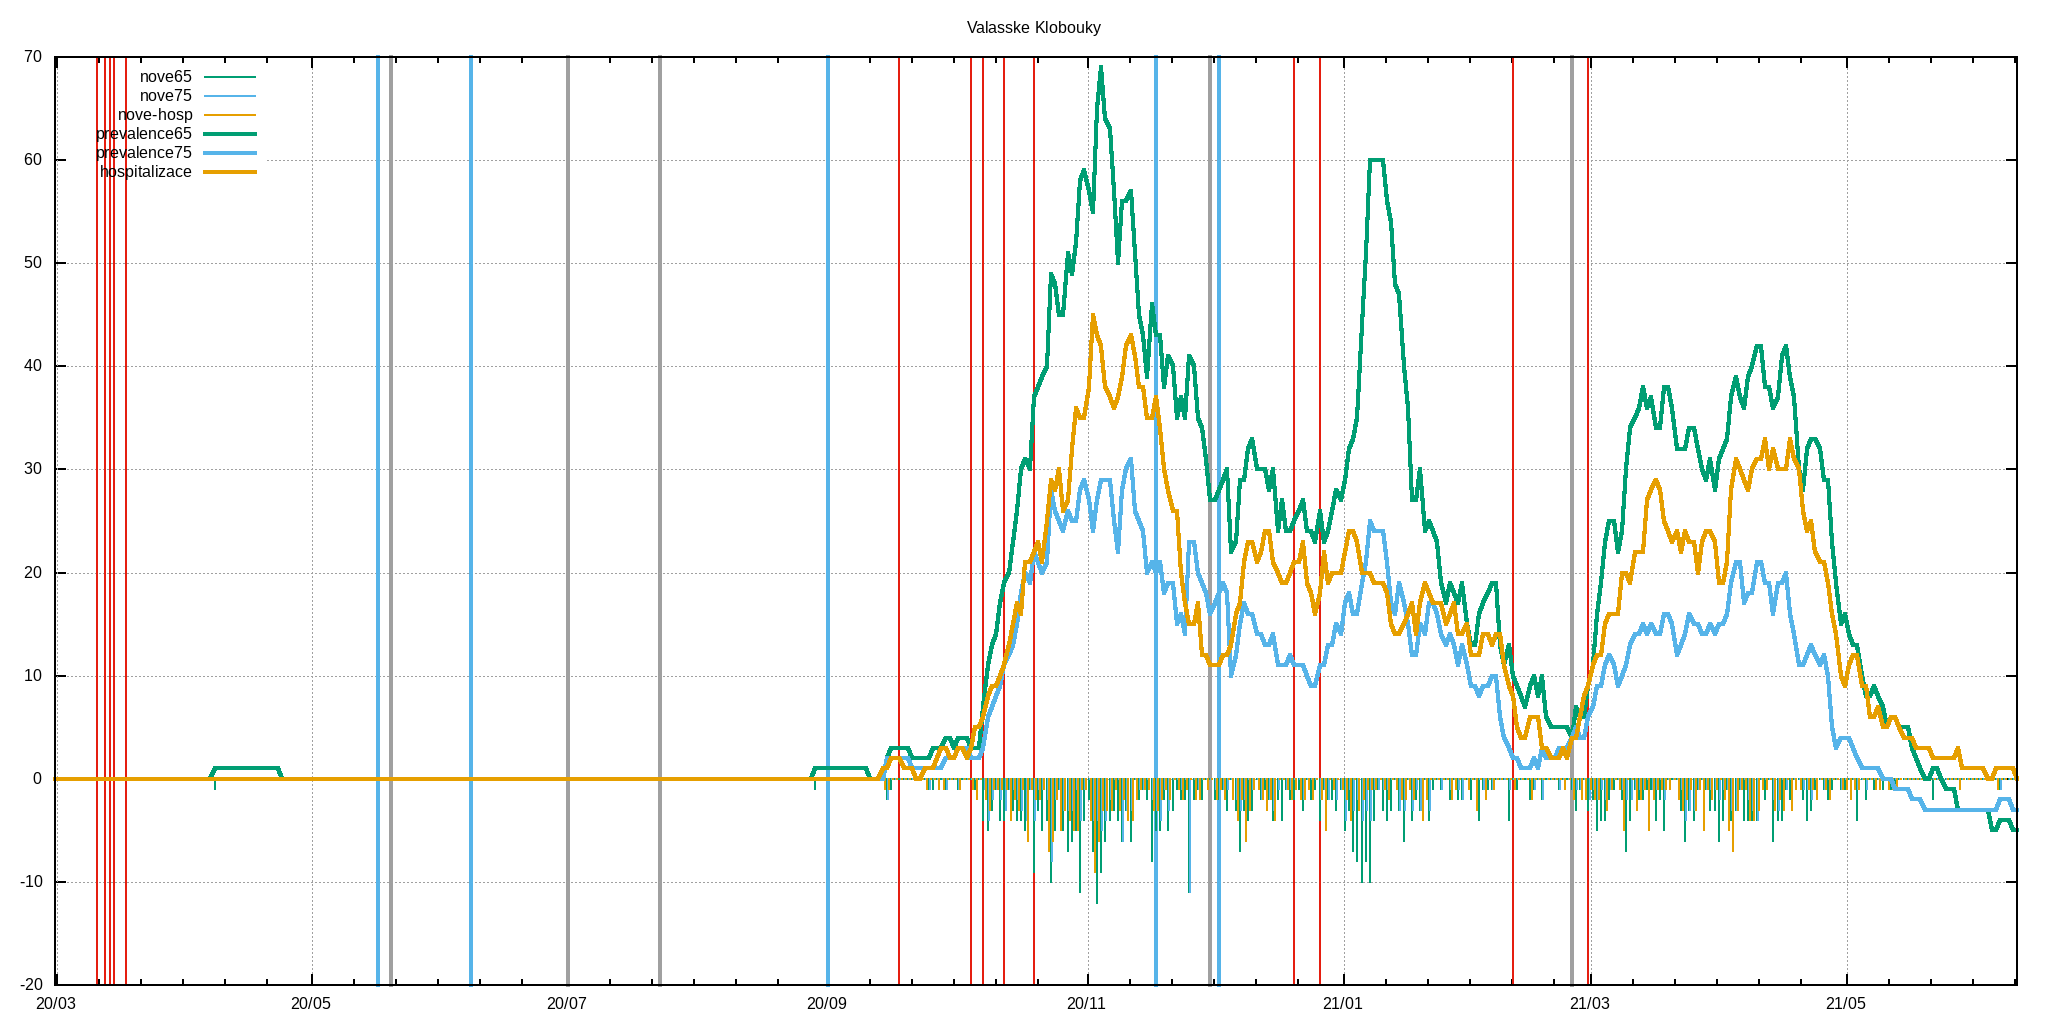 Valasske Klobouky
70
60
50
40
30
20
10
0
-10
-20
nove65
nove75
nove-hosp
prevalence65
prevalence75
hospitalizace
20/03 20/05 20/07 20/09 20/11 21/01 21/03 21/05